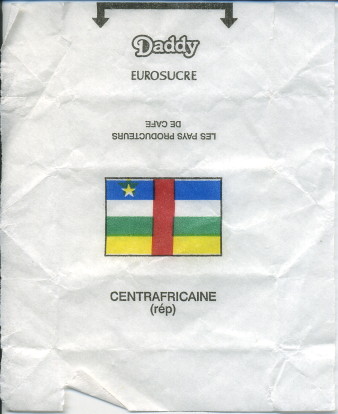 Daddy
EUROSUCRE
LES PAYS PRODUCTEURS
DE CAFE
CENTRAFRICAINE
(rép)